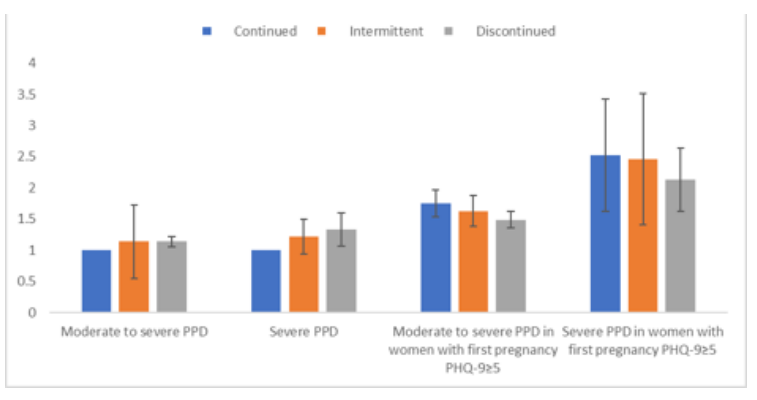 Continued Intermittent Discontinued
4
3.5
3
2.5
2
1.5
1
0.5
0
Moderate to severe PPD
Severe PPD
Moderate to severe PPD in
women with first pregnancy
PHQ-9≥5
Severe PPD in women with
first pregnancy PHQ-9≥5